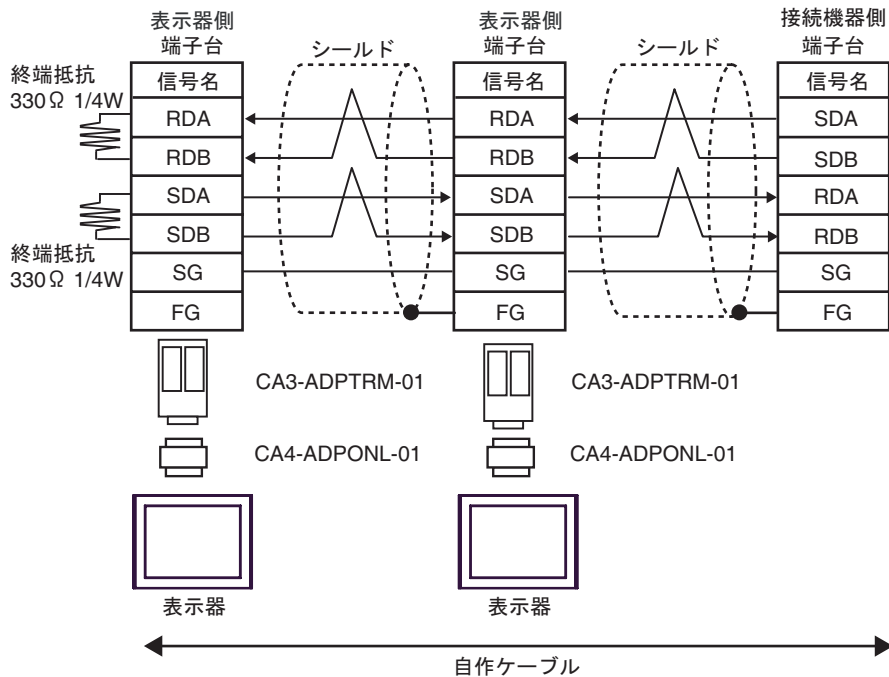 表示器側
端子台
シールド
表示器側
端子台
シールド
接続機器側
端子台
終端抵抗
330Ω 1/4W
終端抵抗
330Ω 1/4W
信号名
RDA
RDB
SDA
SDB
SG
FG
信号名
RDA
RDB
SDA
SDB
SG
FG
信号名
SDA
SDB
RDA
RDB
SG
FG
CA3-ADPTRM-01
CA3-ADPTRM-01
CA4-ADPONL-01
CA4-ADPONL-01
表示器
表示器
自作ケーブル